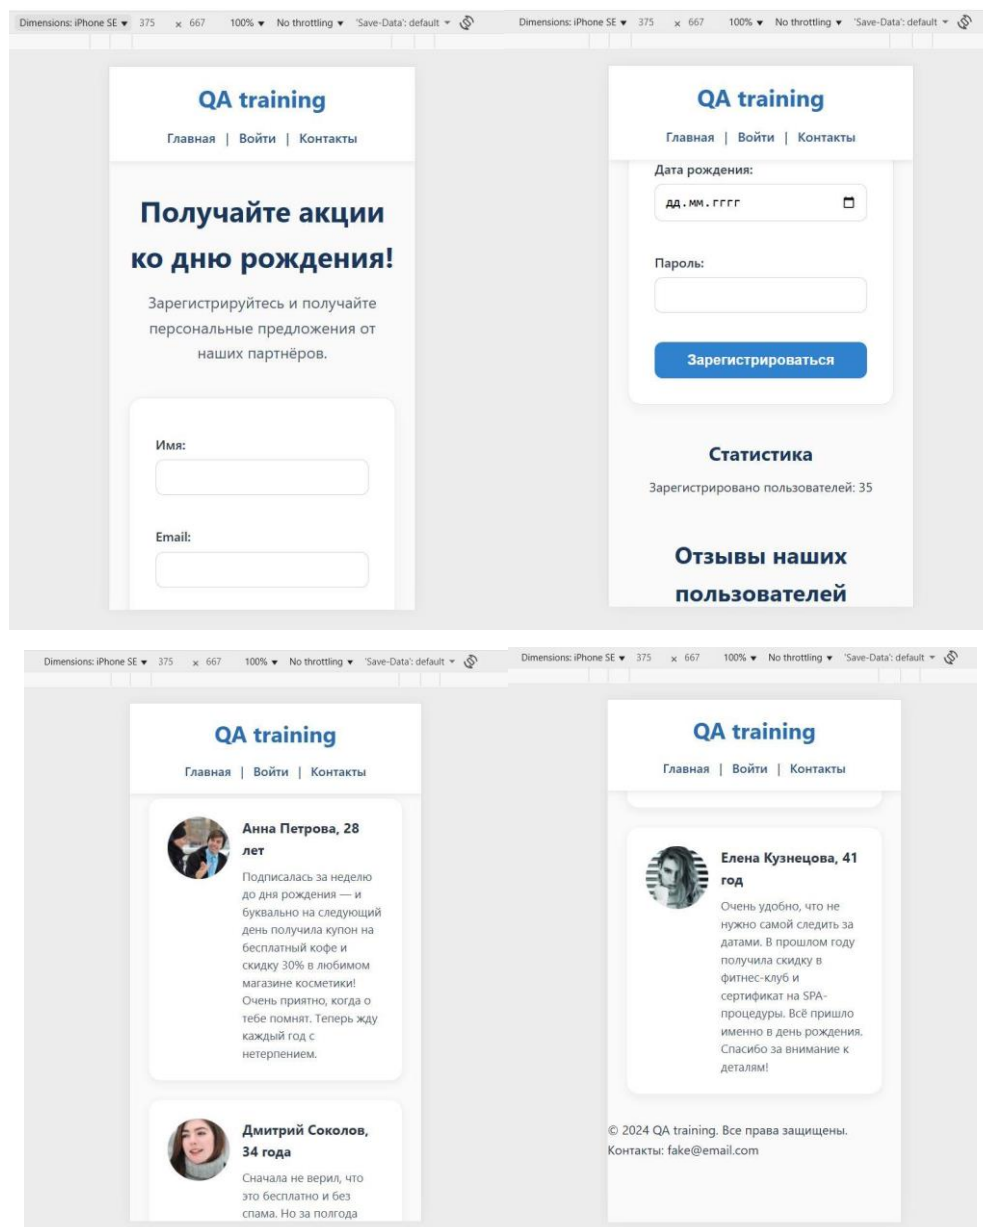 Dimensions: iPhone SE ▼ 375 x 667 100% ▼ No throttling ▼ 'Save-Data': default
QA training
Главная | Войти | Контакты
Получайте акции
ко дню рождения!
Зарегистрируйтесь и получайте
персональные предложения от
наших партнёров.
Имя:
Email:
Dimensions: iPhone SE ▼ 375 x 667 100% ▼ No throttling ▼ 'Save-Data': default
QA training
Главная | Войти | Контакты
Дата рождения:
дд.мм.гггг
Пароль:
Зарегистрироваться
Статистика
Зарегистрировано пользователей: 35
Отзывы наших
пользователей
Dimensions: iPhone SE ▼ 375 x 667 100% ▼ No throttling ▼ 'Save-Data': default
QA training
Главная | Войти | Контакты
Анна Петрова, 28
лет
Подписалась за неделю
до дня рождения — и
буквально на следующий
день получила купон на
бесплатный кофе и
скидку 30% в любимом
магазине косметики!
Очень приятно, когда о
тебе помнят. Теперь жду
каждый год с
нетерпением.
Дмитрий Соколов,
34 года
Сначала не верил, что
это бесплатно и без
спама. Но за полгода
Dimensions: iPhone SE ▼ 375 x 667 100% ▼ No throttling ▼ 'Save-Data': default
QA training
Главная | Войти | Контакты
Елена Кузнецова, 41
год
Очень удобно, что не
нужно самой следить за
датами. В прошлом году
получила скидку в
фитнес-клуб и
сертификат на SPA-
процедуры. Всё пришло
именно в день рождения.
Спасибо за внимание к
деталям!
© 2024 QA training. Все права защищены.
Контакты: fake@email.com